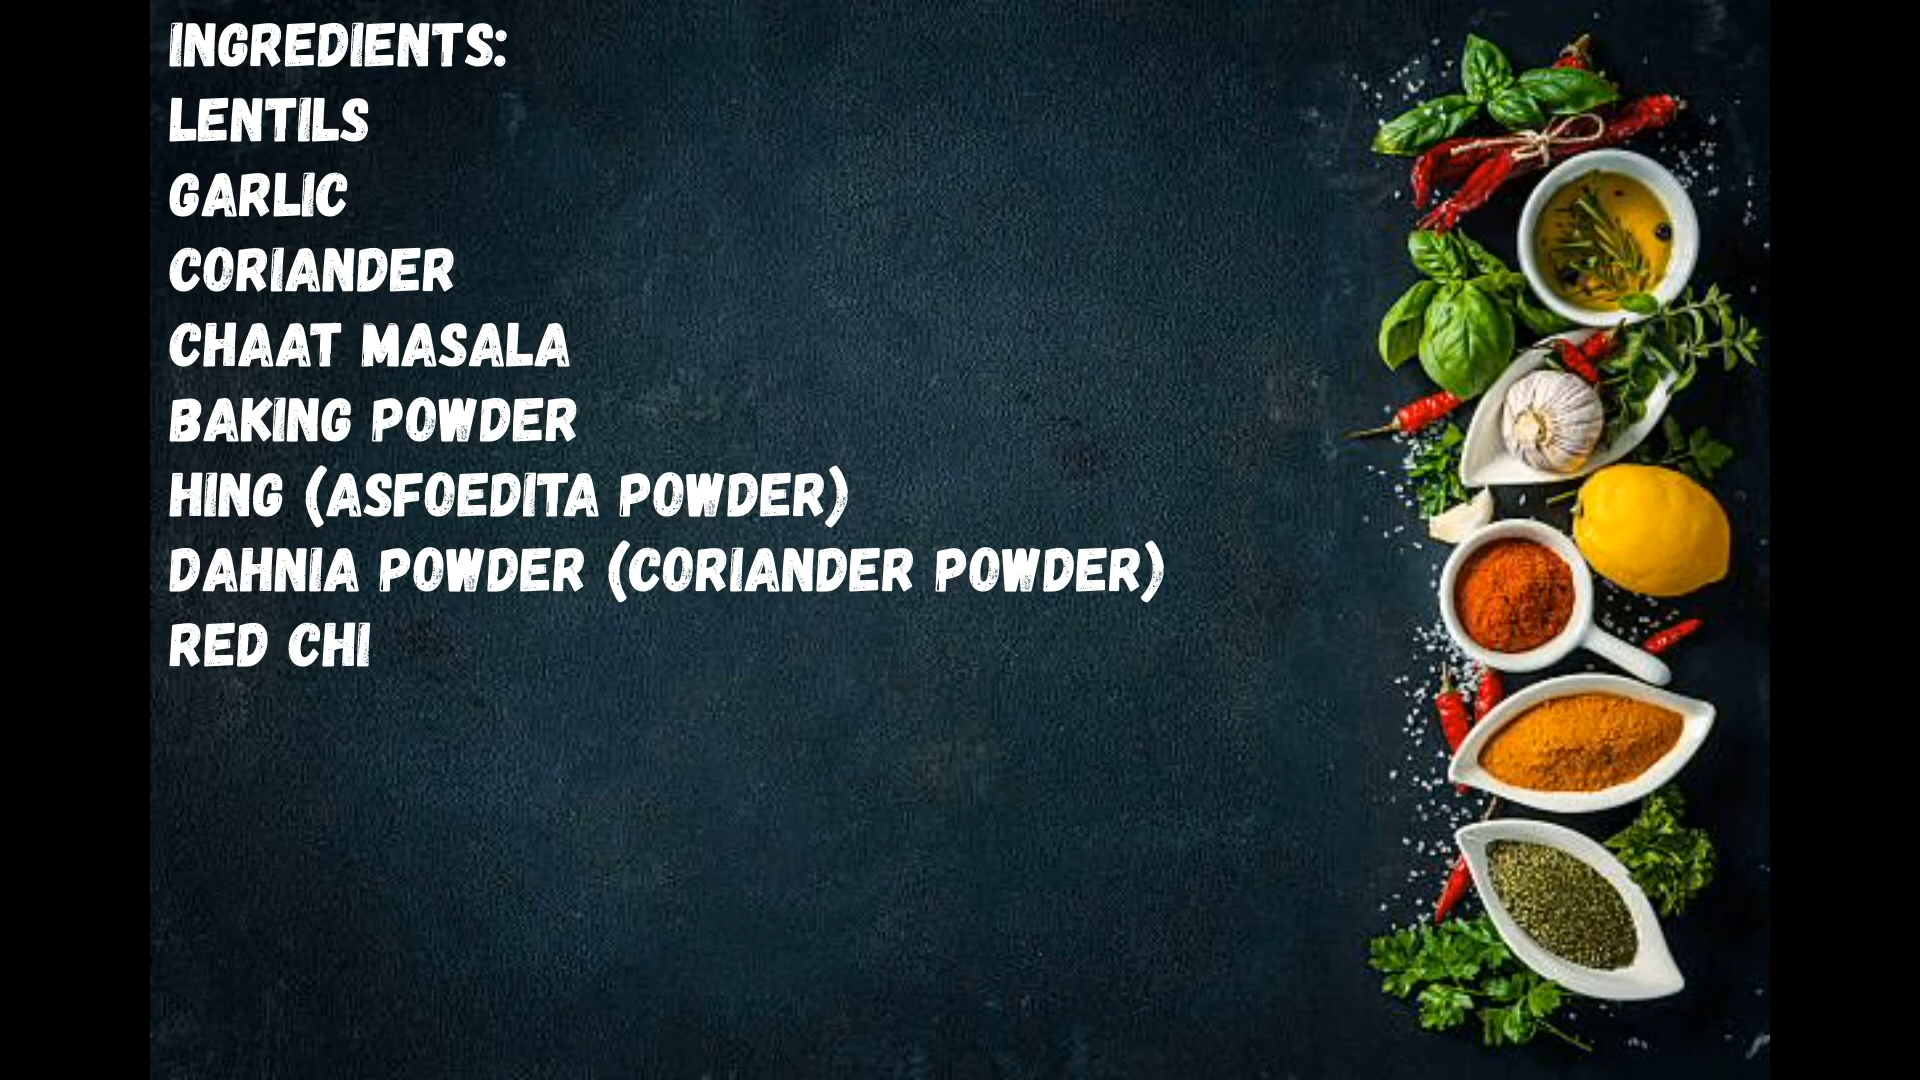 INGREDIENTS:
LENTILS
GARLIC
CORIANDER
CHAAT MASALA
BAKING POWDER
HING (ASFOEDITA POWDER)
DAHNIA POWDER (CORIANDER POWDER)
RED CHI